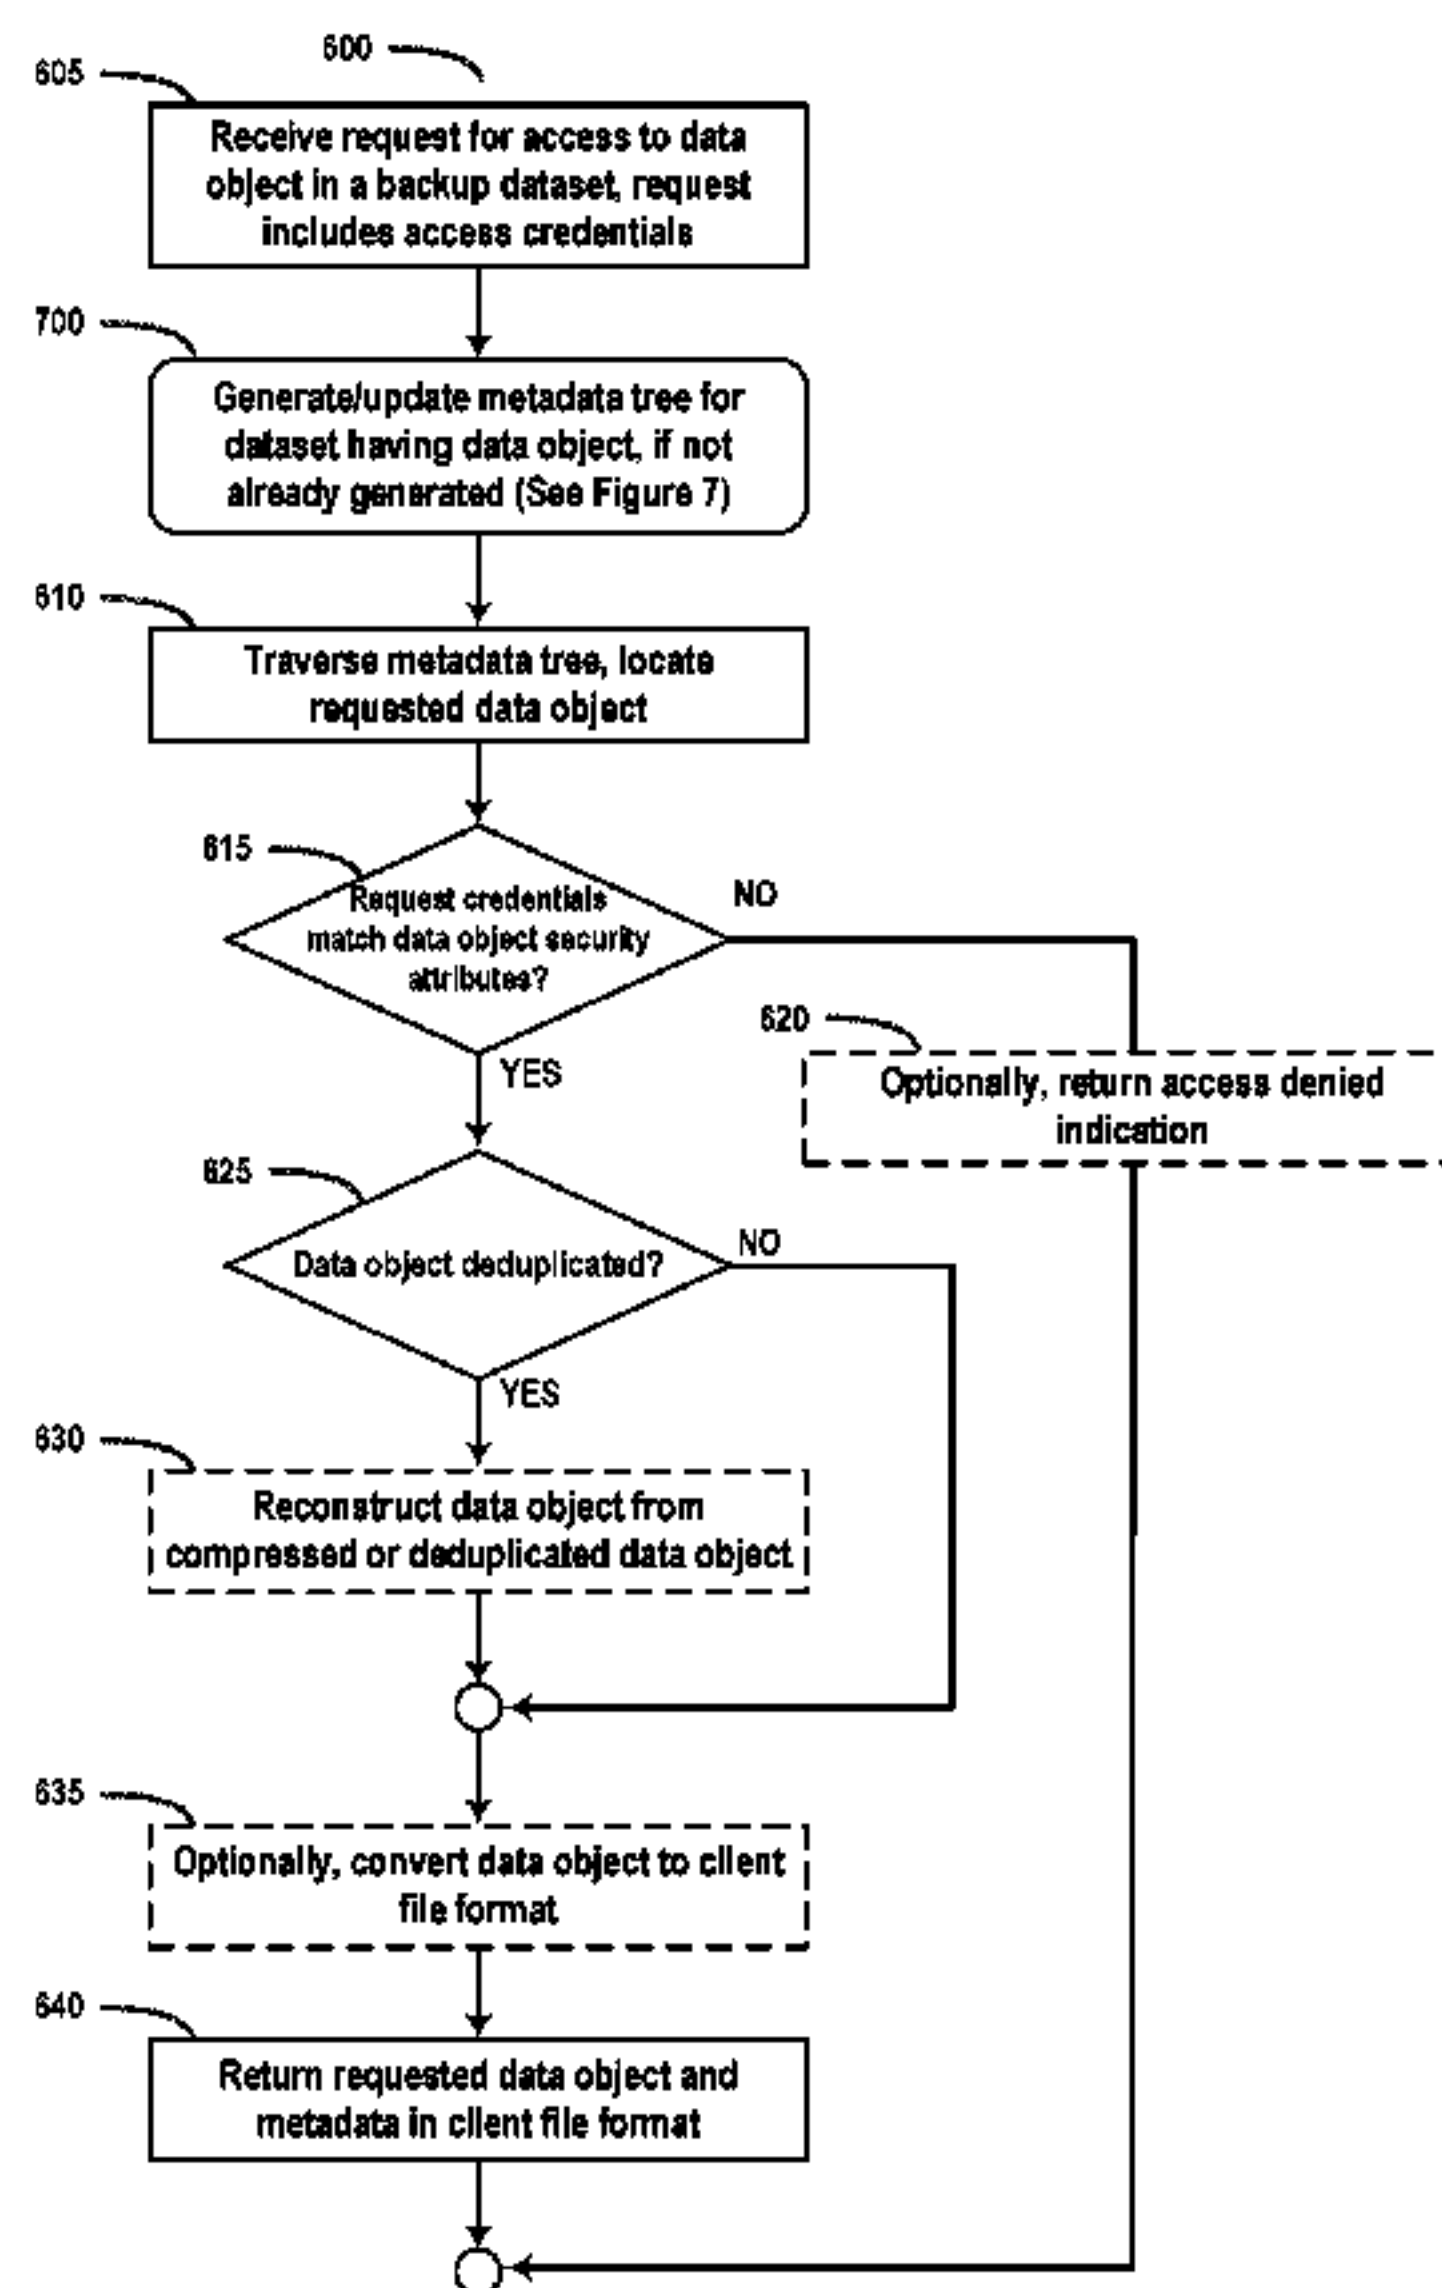 600
605
Receive request for access to data
object in a backup dataset, request
includes access credentials
700
Generate/update metadata tree for
dataset having data object, if not
already generated (See Figure 7)
610
Traverse metadata tree, locate
requested data object
615
Request credentials
match data object security
attributes?
NO
YES
620
Optionally, return access denied
indication
625
Data object deduplicated?
NO
YES
630
Reconstruct data object from
compressed or deduplicated data object
635
Optionally, convert data object to client
file format
640
Return requested data object and
metadata in client file format